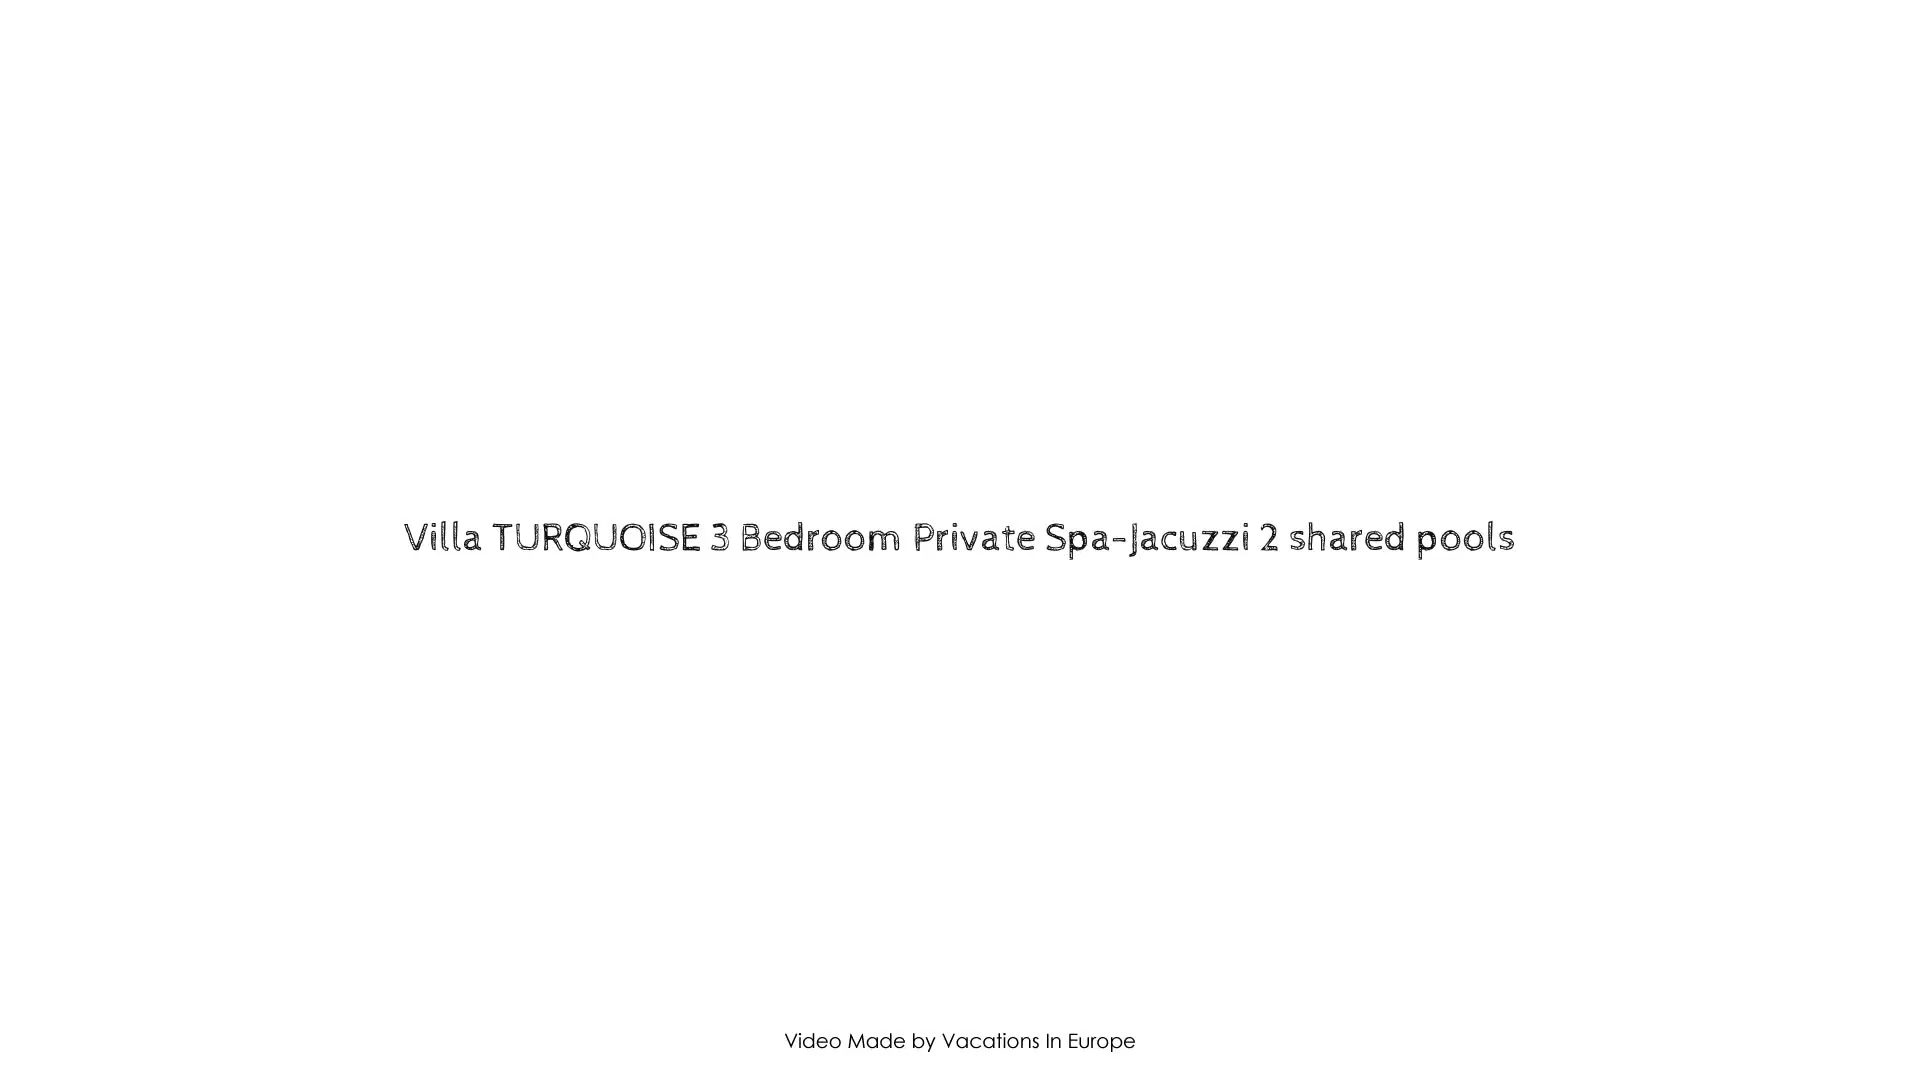 Villa TURQUOISE 3 Bedroom Private Spa-Jacuzzi 2 shared pools
Video Made by Vacations In Europe